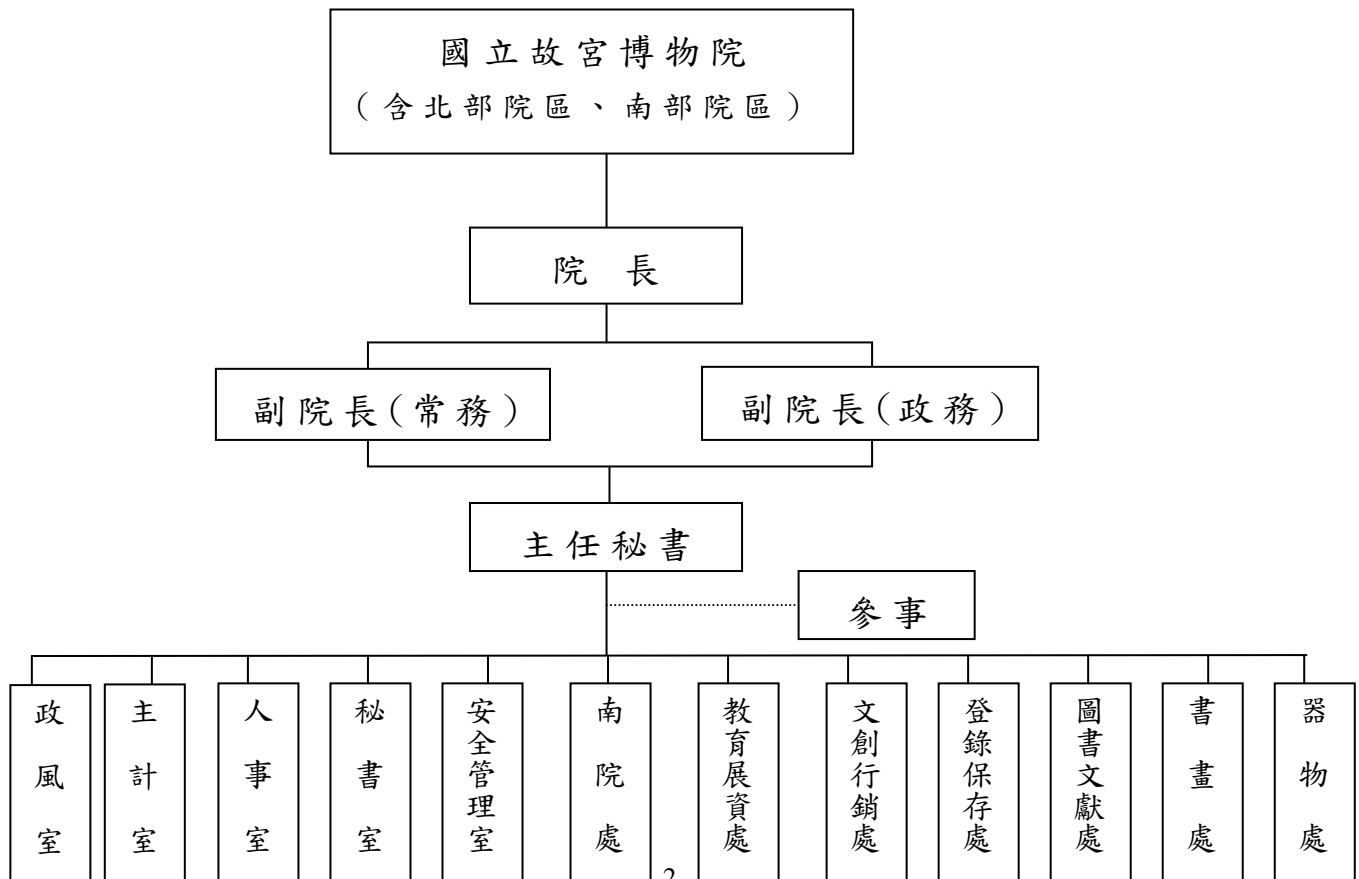 國立故宮博物院
（含北部院區、南部院區）
院長
副院長（常務）
副院長（政務）
主任秘書
參事
政風室
主計室
人事室
秘書室
安全管理室
南院處
教育展資處
文創行銷處
登錄保存處
圖書文獻處
書畫處
器物處
2